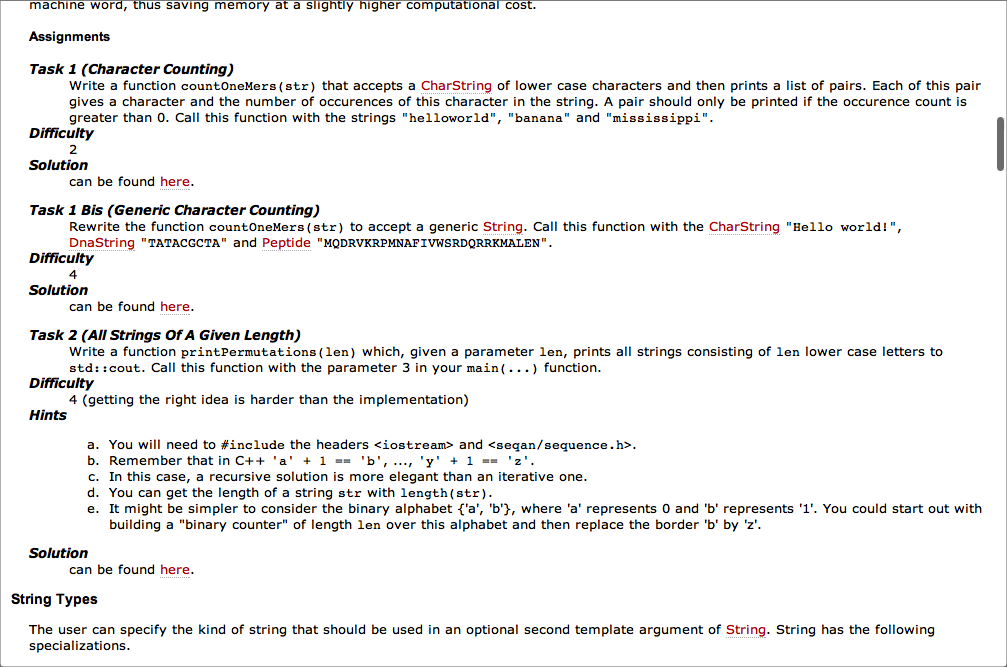 machine word, thus saving memory at a slightly higher computational cost.
Assignments
Task 1 (Character Counting)
Write a function countOneMers(str) that accepts a CharString of lower case characters and then prints a list of pairs. Each of this pair
gives a character and the number of occurences of this character in the string. A pair should only be printed if the occurence count is
greater than 0. Call this function with the strings "helloworld", "banana" and "mississippi".
Difficulty
2
Solution
can be found here.
Task 1 Bis (Generic Character Counting)
Rewrite the function countOneMers(str) to accept a generic String. Call this function with the CharString "Hello world!",
DnaString "TATACGCTA" and Peptide "MQDRVKRPMNAFIVWSRDQRRKMALEN".
Difficulty
4
Solution
can be found here.
Task 2 (All Strings Of A Given Length)
Write a function printPermutations(len) which, given a parameter len, prints all strings consisting of len lower case letters to
std::cout. Call this function with the parameter 3 in your main(...) function.
Difficulty
4 (getting the right idea is harder than the implementation)
Hints
a. You will need to #include the headers <iostream> and <seqan/sequence.h>.
b. Remember that in C++ 'a' + 1 == 'b', ..., 'y' + 1 == 'z'.
c. In this case, a recursive solution is more elegant than an iterative one.
d. You can get the length of a string str with length(str).
e. It might be simpler to consider the binary alphabet {'a', 'b'}, where 'a' represents 0 and 'b' represents '1'. You could start out with
building a "binary counter" of length len over this alphabet and then replace the border 'b' by 'z'.
Solution
can be found here.
String Types
The user can specify the kind of string that should be used in an optional second template argument of String. String has the following
specializations.